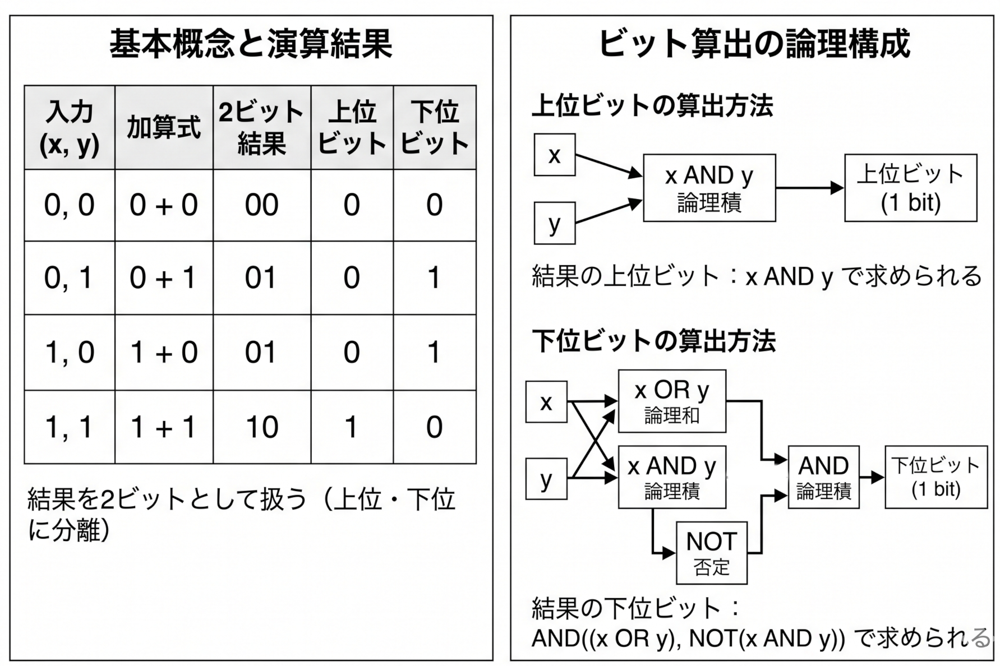 基本概念と演算結果
入力 (x, y) 加算式 2ビット結果 上位ビット 下位ビット
0, 0 0 + 0 00 0 0
0, 1 0 + 1 01 0 1
1, 0 1 + 0 01 0 1
1, 1 1 + 1 10 1 0
結果を2ビットとして扱う（上位・下位
に分離）
ビット算出の論理構成
上位ビットの算出方法
x
y
x AND y
論理積
上位ビット
(1 bit)
結果の上位ビット：x AND y で求められる
下位ビットの算出方法
x
y
x OR y
論理和
x AND y
論理積
NOT
否定
AND
論理積
下位ビット
(1 bit)
結果の下位ビット：
AND((x OR y), NOT(x AND y)) で求められる